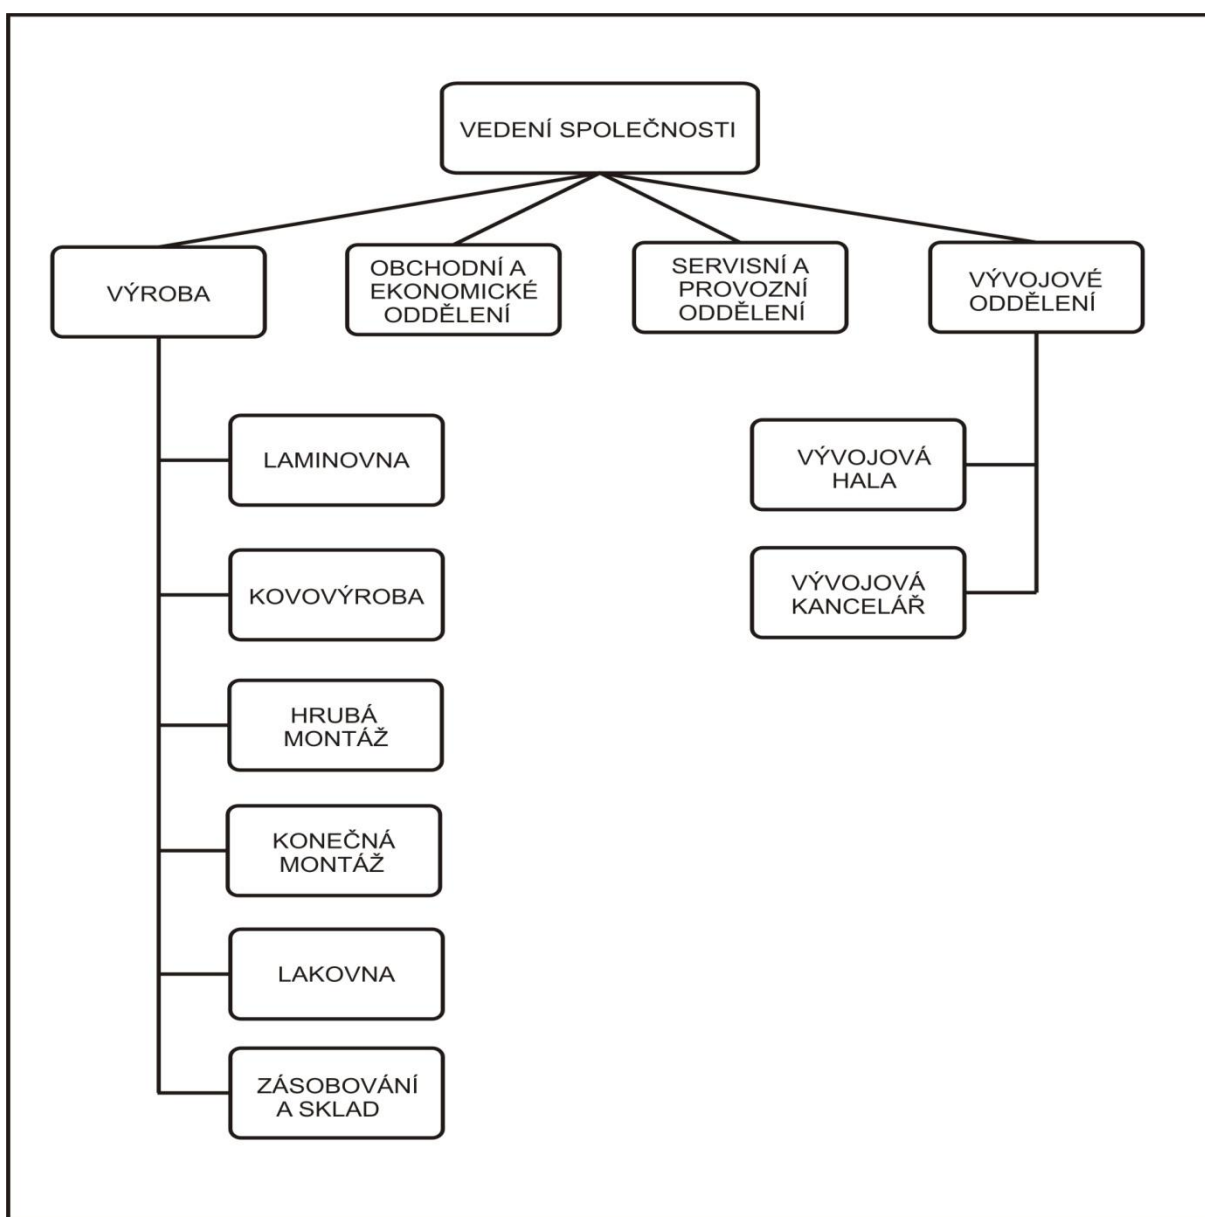 VEDENÍ SPOLEČNOSTI
VÝROBA
OBCHODNÍ A
EKONOMICKÉ
ODDĚLENÍ
SERVISNÍ A
PROVOZNÍ
ODDĚLENÍ
VÝVOJOVÉ
ODDĚLENÍ
LAMINOVNA
KOVOVÝROBA
HRUBÁ
MONTÁŽ
KONEČNÁ
MONTÁŽ
LAKOVNA
ZÁSOBOVÁNÍ
A SKLAD
VÝVOJOVÁ
HALA
VÝVOJOVÁ
KANCELÁŘ